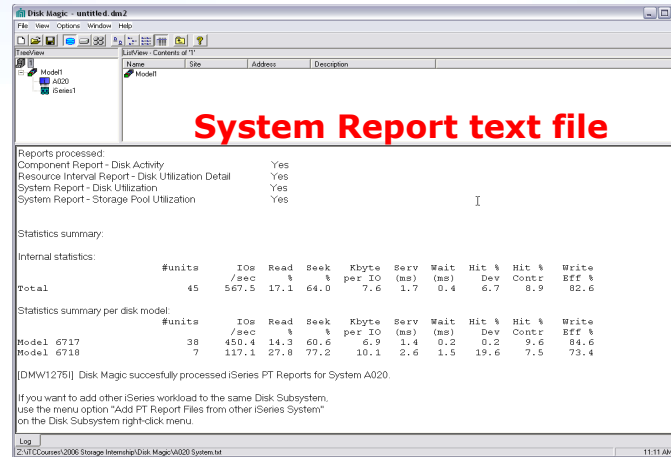 Disk Magic - untitled.dm2
File View Options Window Help
TreeView
ListView - Contents of '1'
Name Site Address Description
1
Model1
Model1
A020
iSeries1
System Report text file
Reports processed:
Component Report - Disk Activity Yes
Resource Interval Report - Disk Utilization Detail Yes
System Report - Disk Utilization Yes
System Report - Storage Pool Utilization Yes
Statistics summary:
Internal statistics:
#units IOs Read Seek Kbyte Serv Wait Hit % Hit % Write
/sec % % per IO (ms) (ms) Dev Contr Eff %
Total 45 567.5 17.1 64.0 7.6 1.7 0.4 6.7 8.9 82.6
Statistics summary per disk model:
#units IOs Read Seek Kbyte Serv Wait Hit % Hit % Write
/sec % % per IO (ms) (ms) Dev Contr Eff %
Model 6717 38 450.4 14.3 60.6 6.9 1.4 0.2 0.2 9.6 84.6
Model 6718 7 117.1 27.8 77.2 10.1 2.6 1.5 19.6 7.5 73.4
[DMW1275I] Disk Magic succesfully processed iSeries PT Reports for System A020.
If you want to add other iSeries workload to the same Disk Subsystem,
use the menu option "Add PT Report Files from other iSeries System"
on the Disk Subsystem right-click menu.
Log
Z:\iTCCourses\2006 Storage Internship\Disk Magic\A020 System.txt 11:11 AM